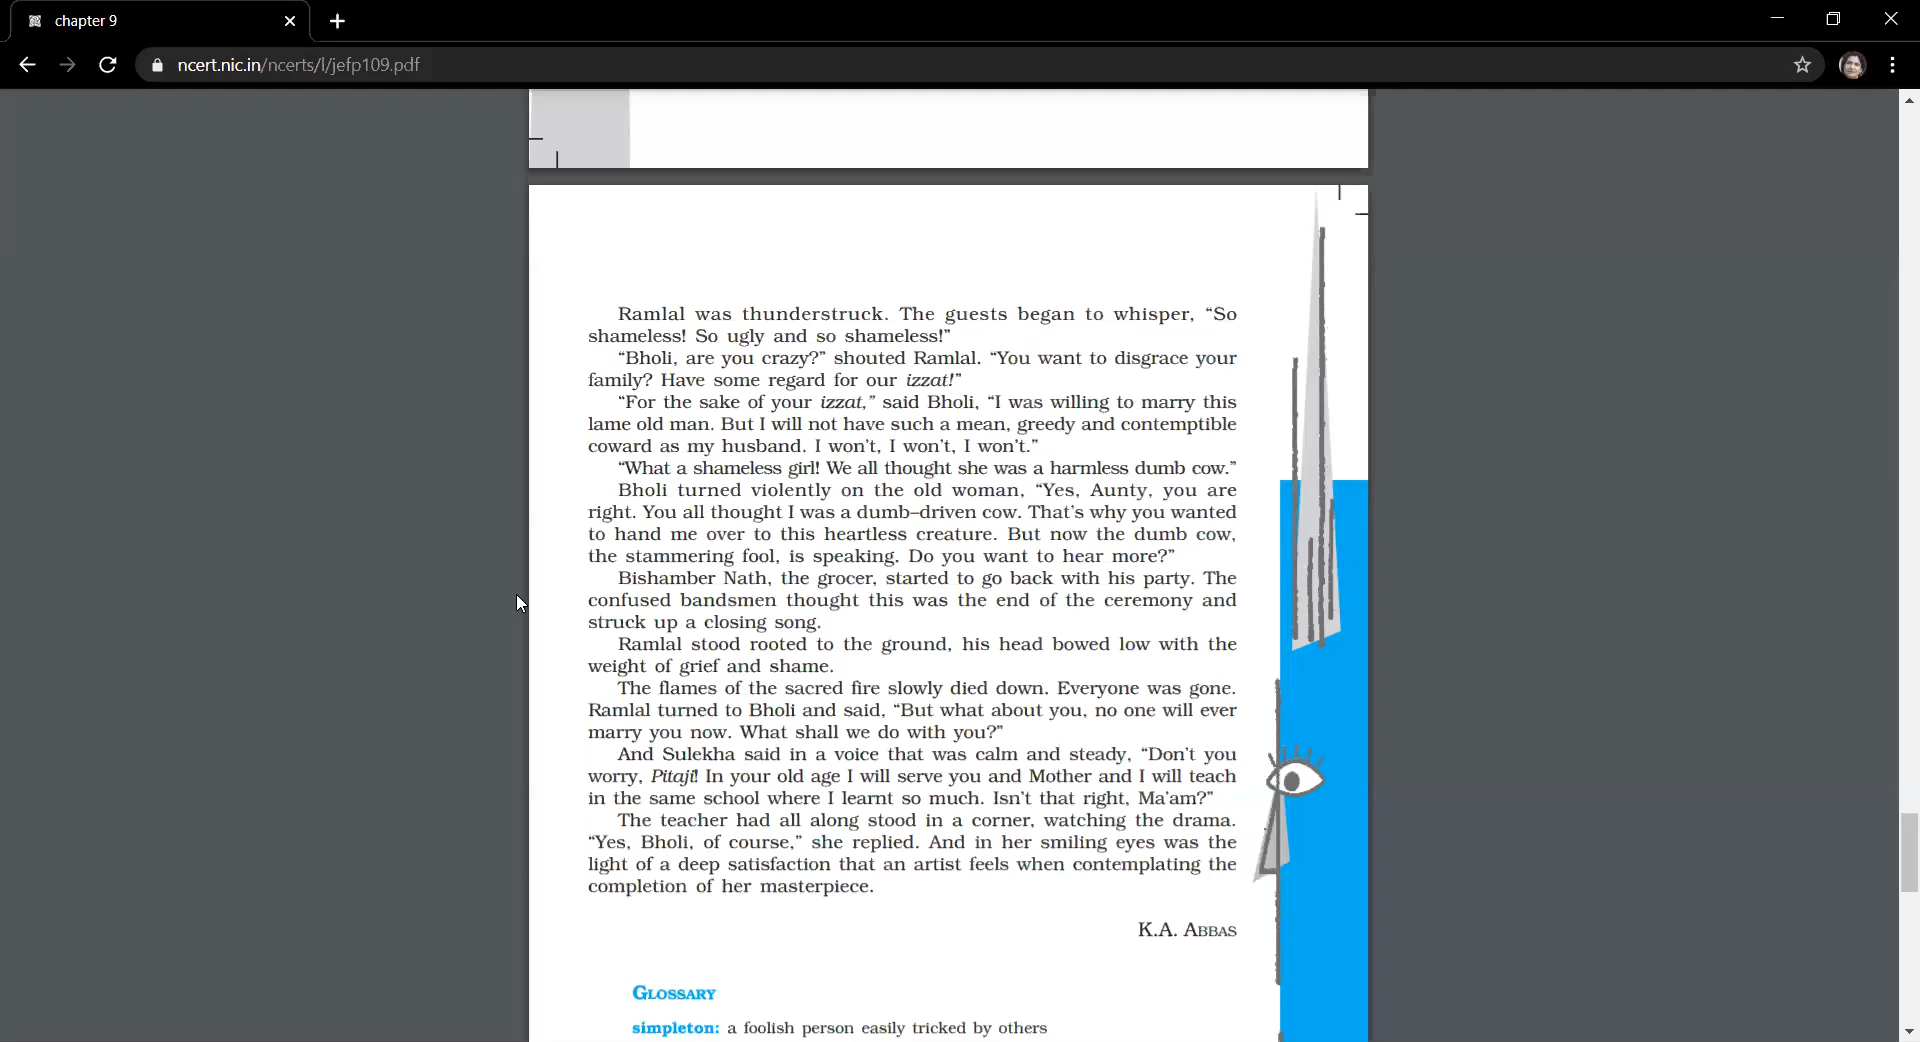 chapter 9
ncert.nic.in/ncerts/l/jefp109.pdf
Ramlal was thunderstruck. The guests began to whisper, “So
shameless! So ugly and so shameless!”
“Bholi, are you crazy?” shouted Ramlal. “You want to disgrace your
family? Have some regard for our izzat!”
“For the sake of your izzat,” said Bholi, “I was willing to marry this
lame old man. But I will not have such a mean, greedy and contemptible
coward as my husband. I won’t, I won’t, I won’t.”
“What a shameless girl! We all thought she was a harmless dumb cow.”
Bholi turned violently on the old woman, “Yes, Aunty, you are
right. You all thought I was a dumb–driven cow. That’s why you wanted
to hand me over to this heartless creature. But now the dumb cow,
the stammering fool, is speaking. Do you want to hear more?”
Bishamber Nath, the grocer, started to go back with his party. The
confused bandsmen thought this was the end of the ceremony and
struck up a closing song.
Ramlal stood rooted to the ground, his head bowed low with the
weight of grief and shame.
The flames of the sacred fire slowly died down. Everyone was gone.
Ramlal turned to Bholi and said, “But what about you, no one will ever
marry you now. What shall we do with you?”
And Sulekha said in a voice that was calm and steady, “Don’t you
worry, Pitaji! In your old age I will serve you and Mother and I will teach
in the same school where I learnt so much. Isn’t that right, Ma’am?”
The teacher had all along stood in a corner, watching the drama.
“Yes, Bholi, of course,” she replied. And in her smiling eyes was the
light of a deep satisfaction that an artist feels when contemplating the
completion of her masterpiece.
K.A. ABBAS
GLOSSARY
simpleton: a foolish person easily tricked by others